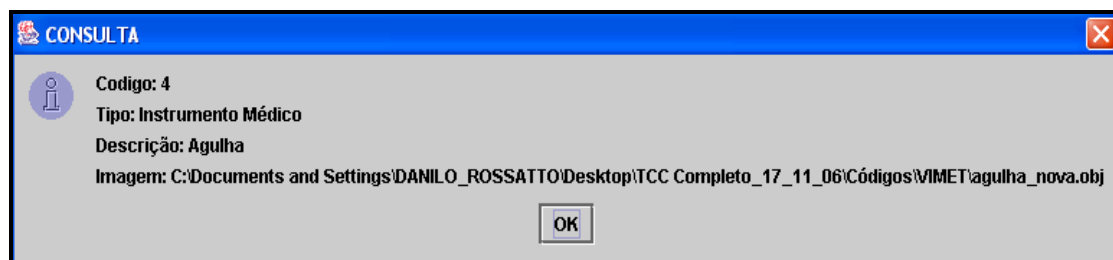 CONSULTA
Codigo: 4
Tipo: Instrumento Médico
Descrição: Agulha
Imagem: C:\Documents and Settings\DANILO_ROSSATTO\Desktop\TCC Completo_17_11_06\Códigos\VIMET\agulha_nova.obj
OK